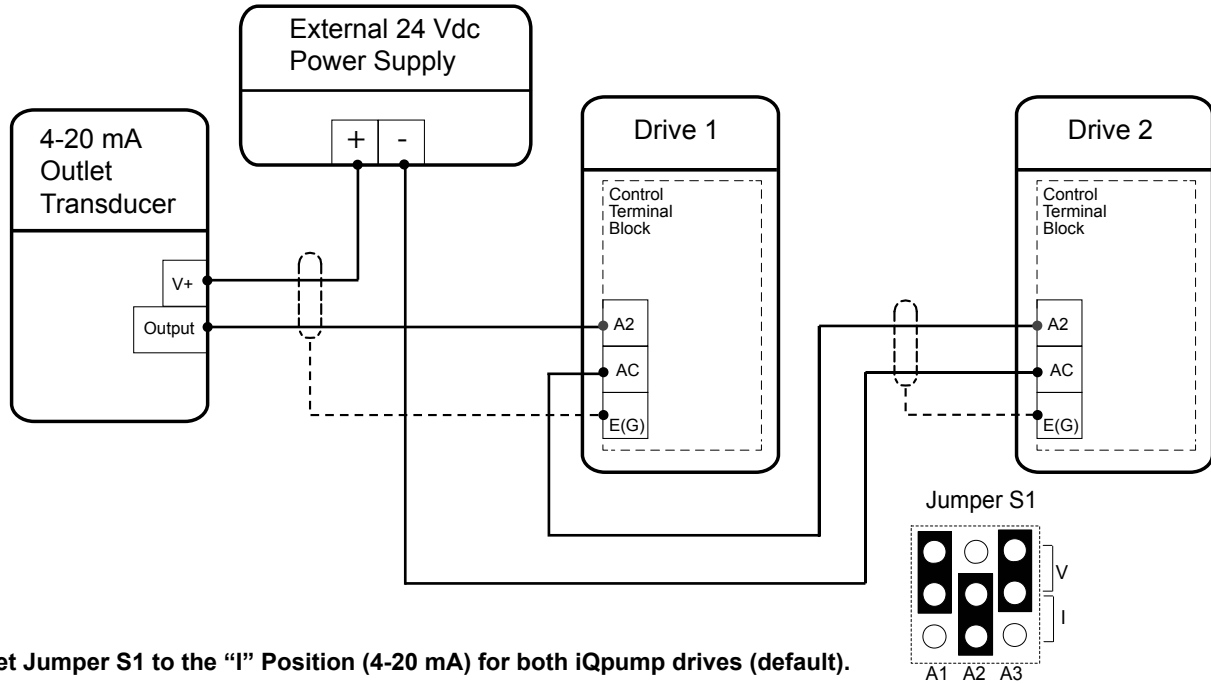 External 24 Vdc
Power Supply
+ -
4-20 mA
Outlet
Transducer
V+
Output
Drive 1
Control
Terminal
Block
A2
AC
E(G)
Drive 2
Control
Terminal
Block
A2
AC
E(G)
Jumper S1
V
I
A1 A2 A3
et Jumper S1 to the “I” Position (4-20 mA) for both iQpump drives (default).